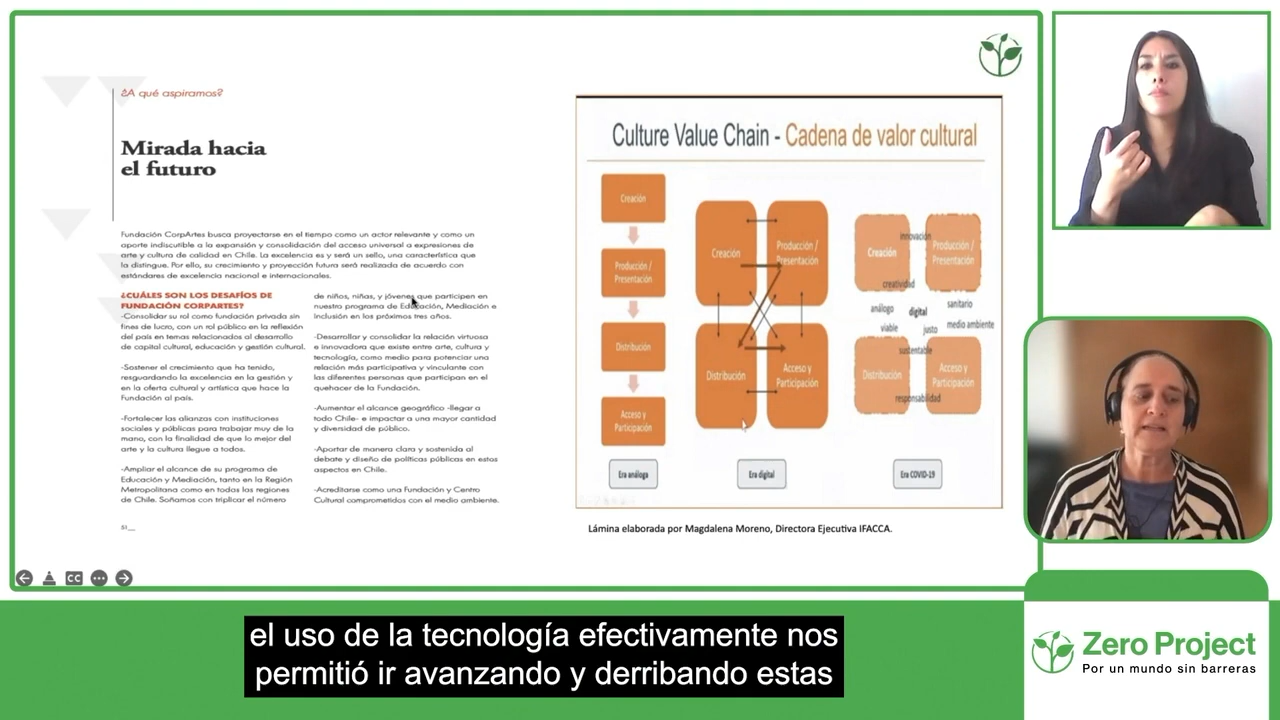 ¿A qué aspiramos?
Mirada hacia
el futuro
Fundación CorpArtes busca proyectarse en el tiempo como un actor relevante y como un
aporte indiscutible a la expansión y consolidación del acceso universal a expresiones de
arte y cultura de calidad en Chile. La excelencia es y será un sello, una característica que
la distingue. Por ello, su crecimiento y proyección futura será realizada de acuerdo con
estándares de excelencia nacional e internacionales.
¿CUÁLES SON LOS DESAFÍOS DE
FUNDACIÓN CORPARTES?
-Consolidar su rol como fundación privada sin
fines de lucro, con un rol público en la reflexión
del país en temas relacionados al desarrollo
de capital cultural, educación y gestión cultural.
-Sostener el crecimiento que ha tenido,
resguardando la excelencia en la gestión y
en la oferta cultural y artística que hace la
Fundación al país.
-Fortalecer las alianzas con instituciones
sociales y públicas para trabajar muy de la
mano, con la finalidad de que lo mejor del
arte y la cultura llegue a todos.
-Ampliar el alcance de su programa de
Educación y Mediación, tanto en la Región
Metropolitana como en todas las regiones
de Chile. Soñamos con triplicar el número
de niños, niñas, y jóvenes que participen en
nuestro programa de Educación, Mediación e
Inclusión en los próximos tres años.
-Desarrollar y consolidar la relación virtuosa
e innovadora que existe entre arte, cultura y
tecnología, como medio para potenciar una
relación más participativa y vinculante con
las diferentes personas que participan en el
quehacer de la Fundación.
-Aumentar el alcance geográfico -llegar a
todo Chile- e impactar a una mayor cantidad
y diversidad de público.
-Aportar de manera clara y sostenida al
debate y diseño de políticas públicas en estos
aspectos en Chile.
-Acreditarse como una Fundación y Centro
Cultural comprometidos con el medio ambiente.
51__
Culture Value Chain - Cadena de valor cultural
Creación
Producción /
Presentación
Distribución
Acceso y
Participación
Era análoga
Creación
Producción /
Presentación
Distribución
Acceso y
Participación
Era digital
Creación
innovación
Producción /
Presentación
creatividad
análogo
digital
sanitario
viable
justo
medio ambiente
sustentable
Distribución
Acceso y
Participación
responsabilidad
Era COVID-19
Lámina elaborada por Magdalena Moreno, Directora Ejecutiva IFACCA.
CC
el uso de la tecnología efectivamente nos
permitió ir avanzando y derribando estas
Zero Project
Por un mundo sin barreras